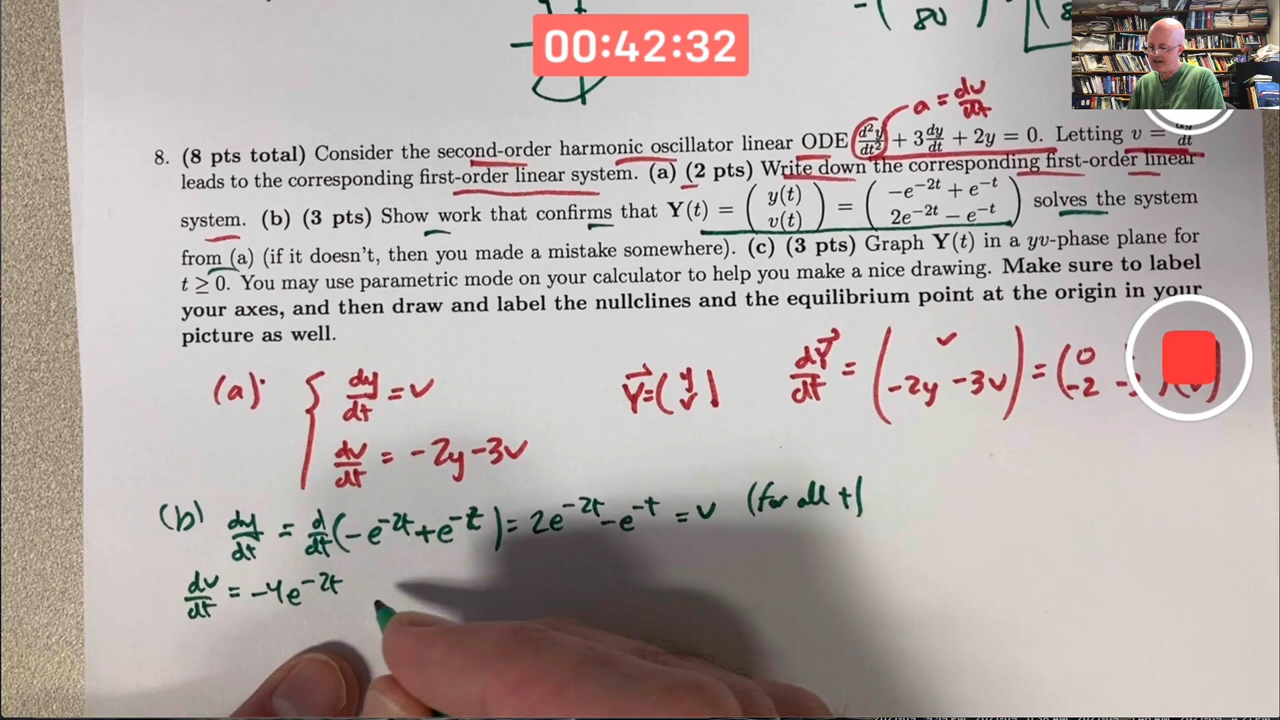 00:42:32
80
a = dv/dt
8. (8 pts total) Consider the second-order harmonic oscillator linear ODE d²y/dt² + 3 dy/dt + 2y = 0. Letting v = dy/dt
leads to the corresponding first-order linear system. (a) (2 pts) Write down the corresponding first-order linear
system. (b) (3 pts) Show work that confirms that Y(t) = ( y(t) v(t) ) = ( −e^{−2t} + e^{−t} 2e^{−2t} − e^{−t} ) solves the system
from (a) (if it doesn't, then you made a mistake somewhere). (c) (3 pts) Graph Y(t) in a yv-phase plane for
t ≥ 0. You may use parametric mode on your calculator to help you make a nice drawing. Make sure to label
your axes, and then draw and label the nullclines and the equilibrium point at the origin in your
picture as well.
(a) { dy/dt = v
dv/dt = -2y-3v
Y = ( y v )
dY/dt = ( v -2y -3v ) = ( 0 -2
(b) dy/dt = d/dt(-e^{-2t}+e^{-t}) = 2e^{-2t}-e^{-t} = v (for all t)
dv/dt = -4e^{-2t}